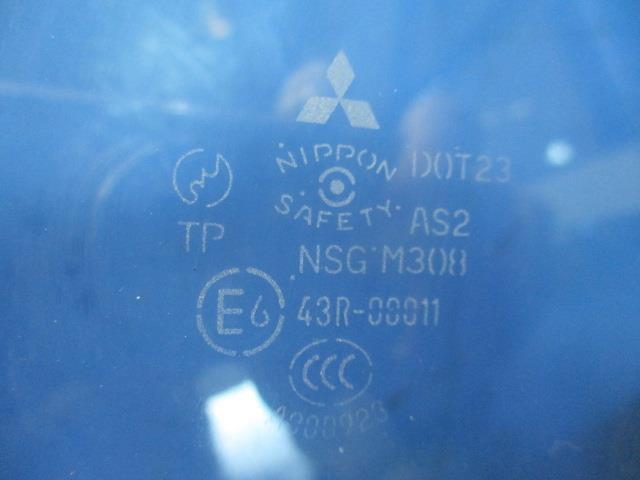 NIPPON DOT23
SAFETY AS2
TP
NSG M308
E6 43R-00011
CCC